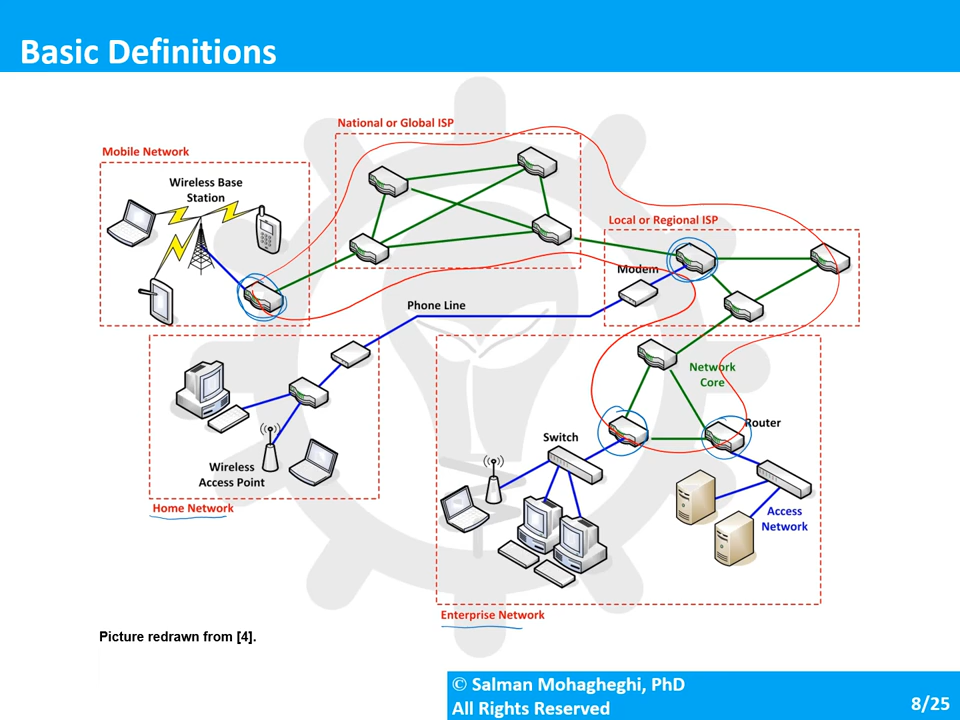 Basic Definitions
National or Global ISP
Mobile Network
Wireless Base
Station
Local or Regional ISP
Modem
Phone Line
Network
Core
Router
Switch
Wireless
Access Point
Home Network
Access
Network
Enterprise Network
Picture redrawn from [4].
© Salman Mohagheghi, PhD
All Rights Reserved
8/25